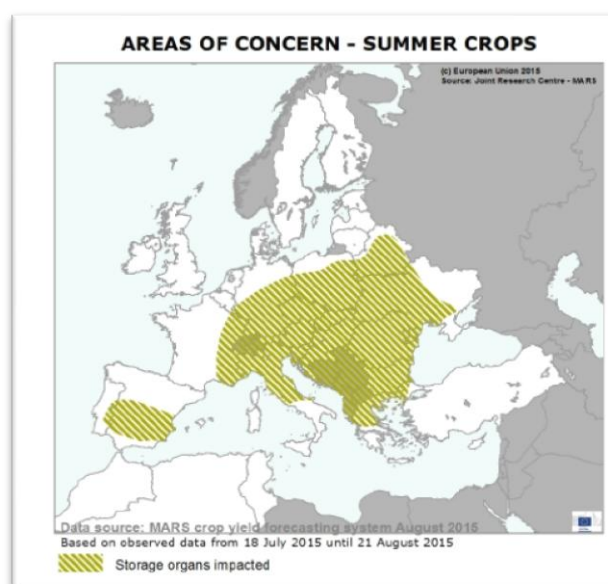 AREAS OF CONCERN - SUMMER CROPS
(c) European Union 2015
Source: Joint Research Centre - MARS
Data source: MARS crop yield forecasting system August 2015
Based on observed data from 18 July 2015 until 21 August 2015
Storage organs impacted